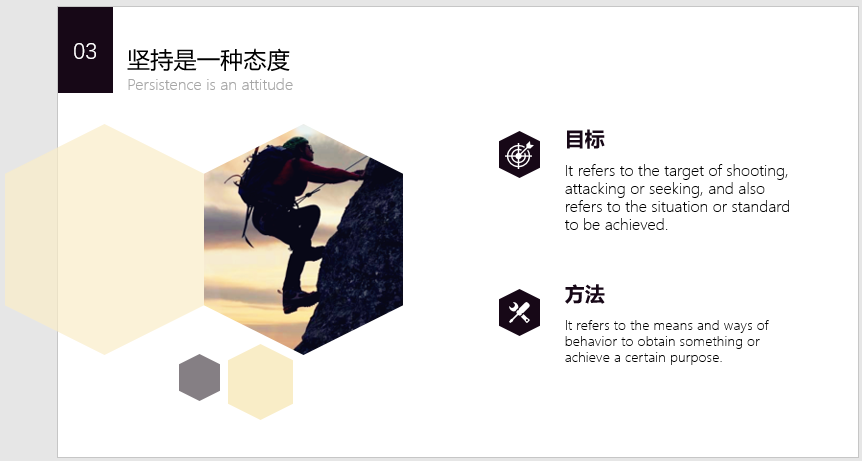 03
坚持是一种态度
Persistence is an attitude
目标
It refers to the target of shooting,
attacking or seeking, and also
refers to the situation or standard
to be achieved.
方法
It refers to the means and ways of
behavior to obtain something or
achieve a certain purpose.